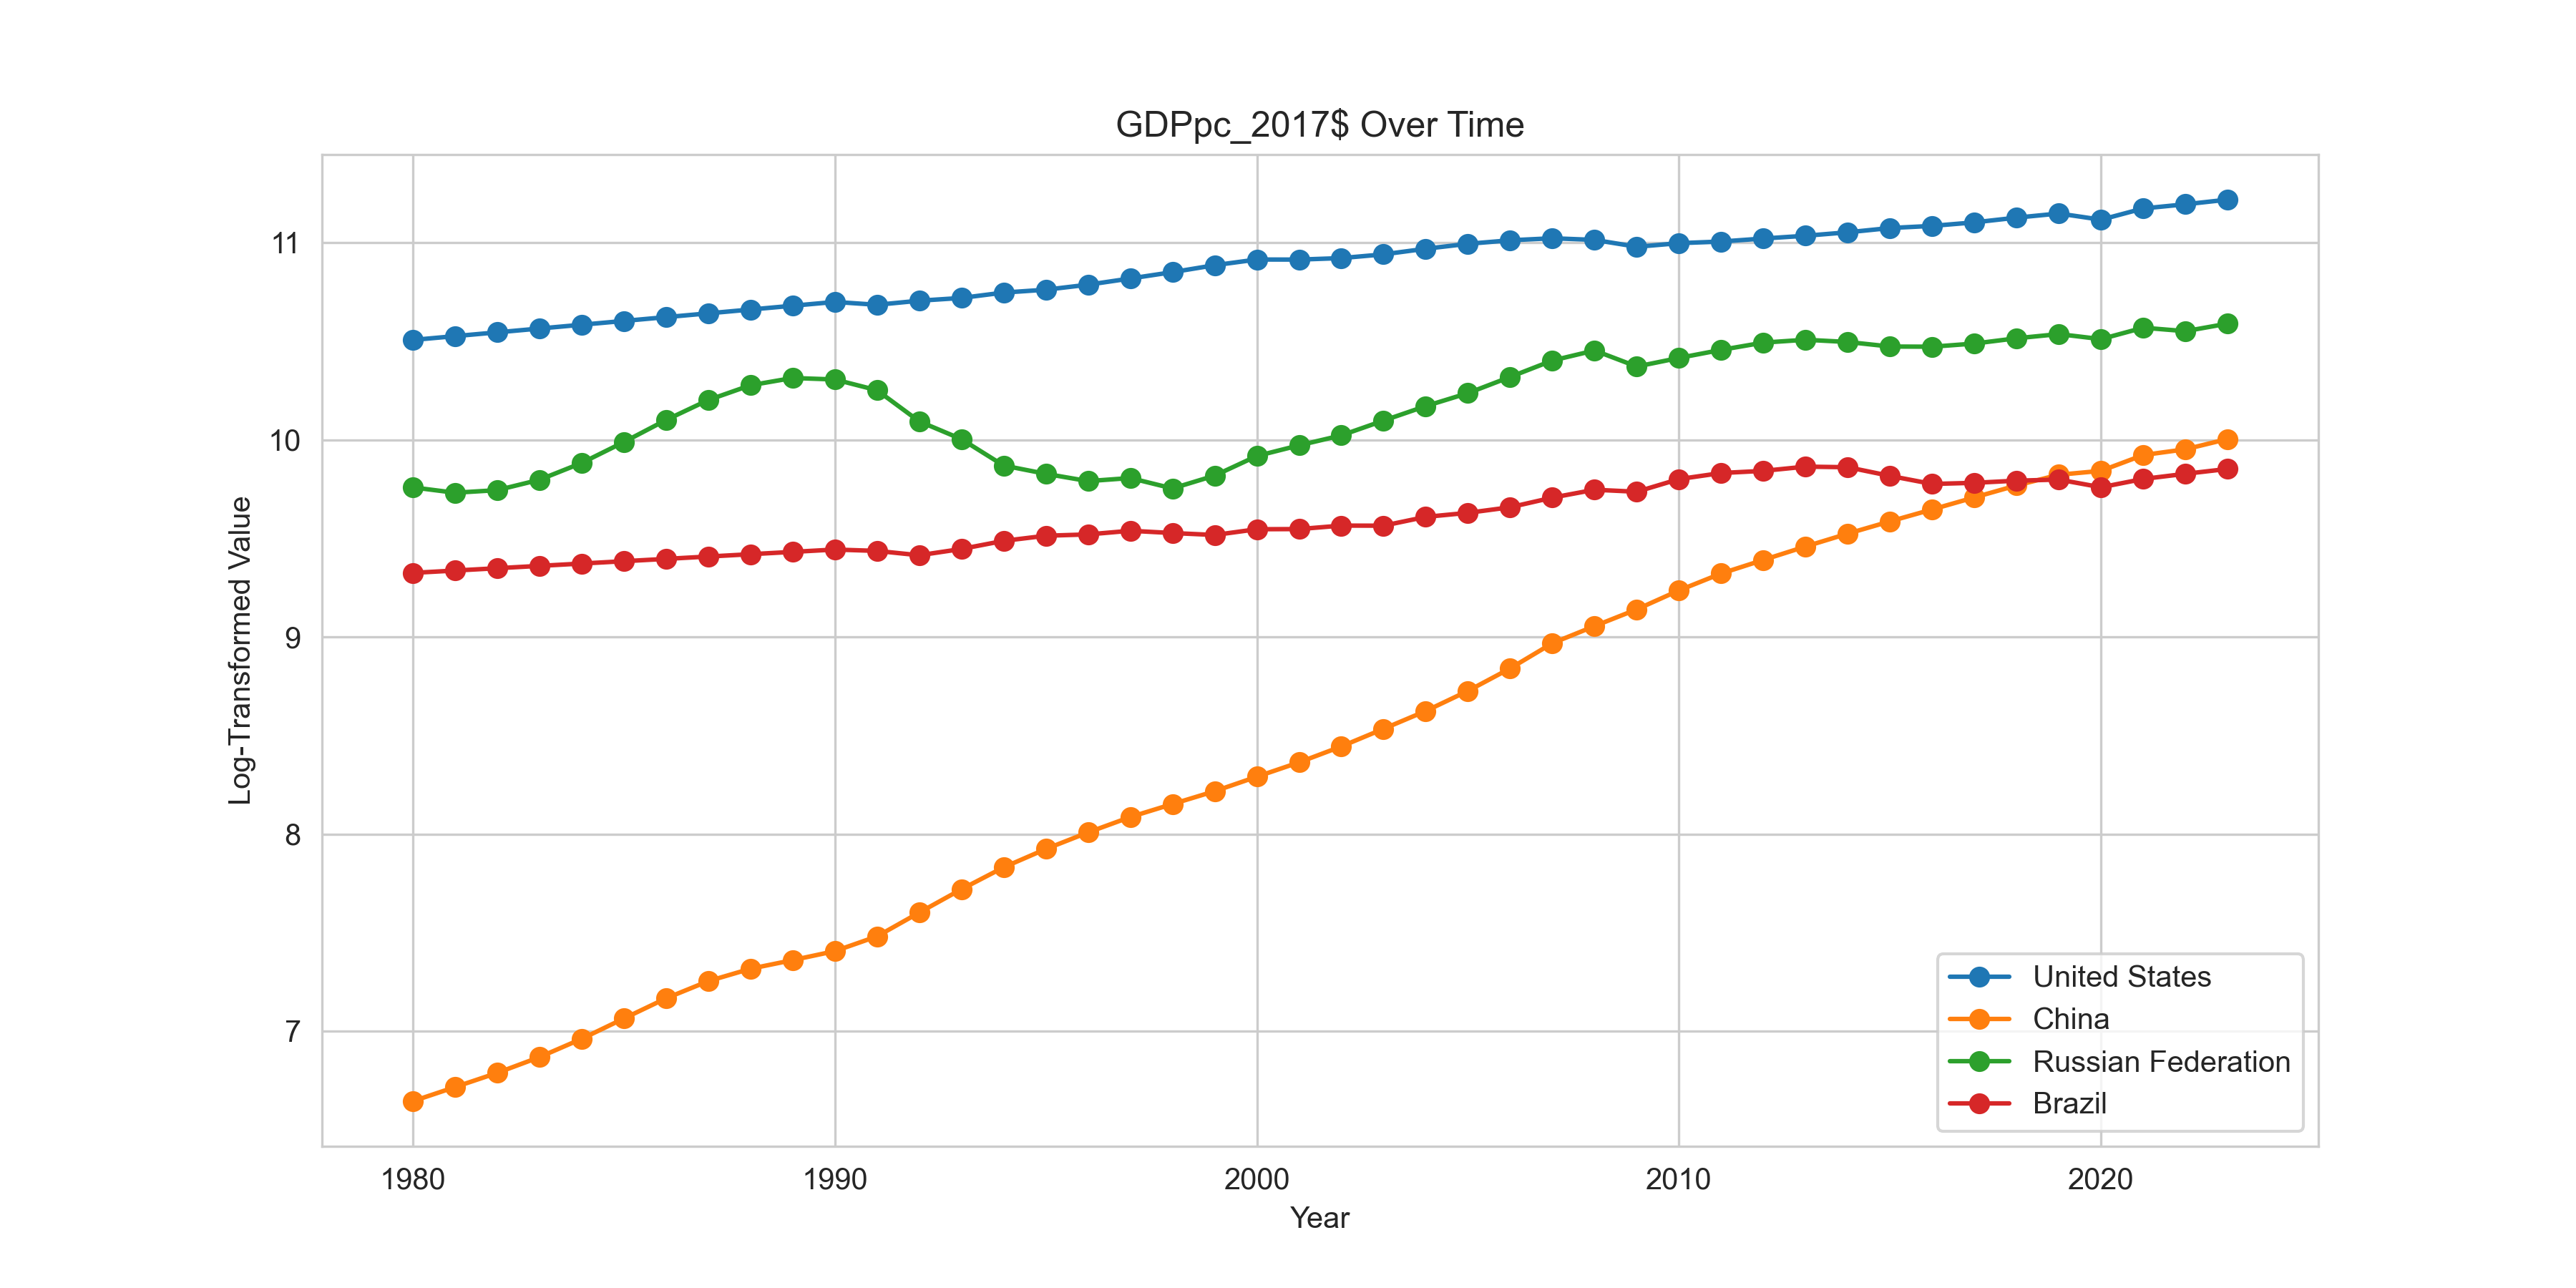 GDPpc_2017$ Over Time
Log-Transformed Value
11
10
9
8
7
1980 1990 2000 2010 2020
Year
United States
China
Russian Federation
Brazil